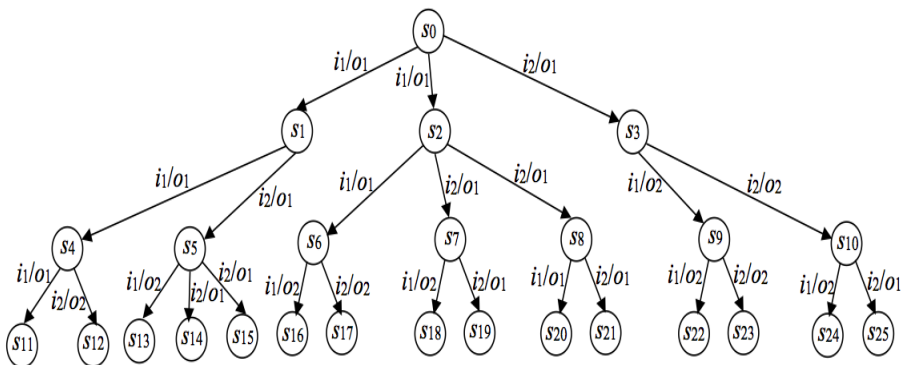 s0
i1/o1 i1/o1 i2/o1
s1 s2 s3
i1/o1 i2/o1 i1/o1 i2/o1 i2/o1 i1/o2 i2/o2
s4 s5 s6 s7 s8 s9 s10
i1/o1 i2/o2 i1/o2 i2/o1 i2/o1 i1/o2 i2/o2 i1/o2 i2/o1 i1/o1 i2/o1 i1/o2 i2/o2 i1/o2 i2/o1
s11 s12 s13 s14 s15 s16 s17 s18 s19 s20 s21 s22 s23 s24 s25